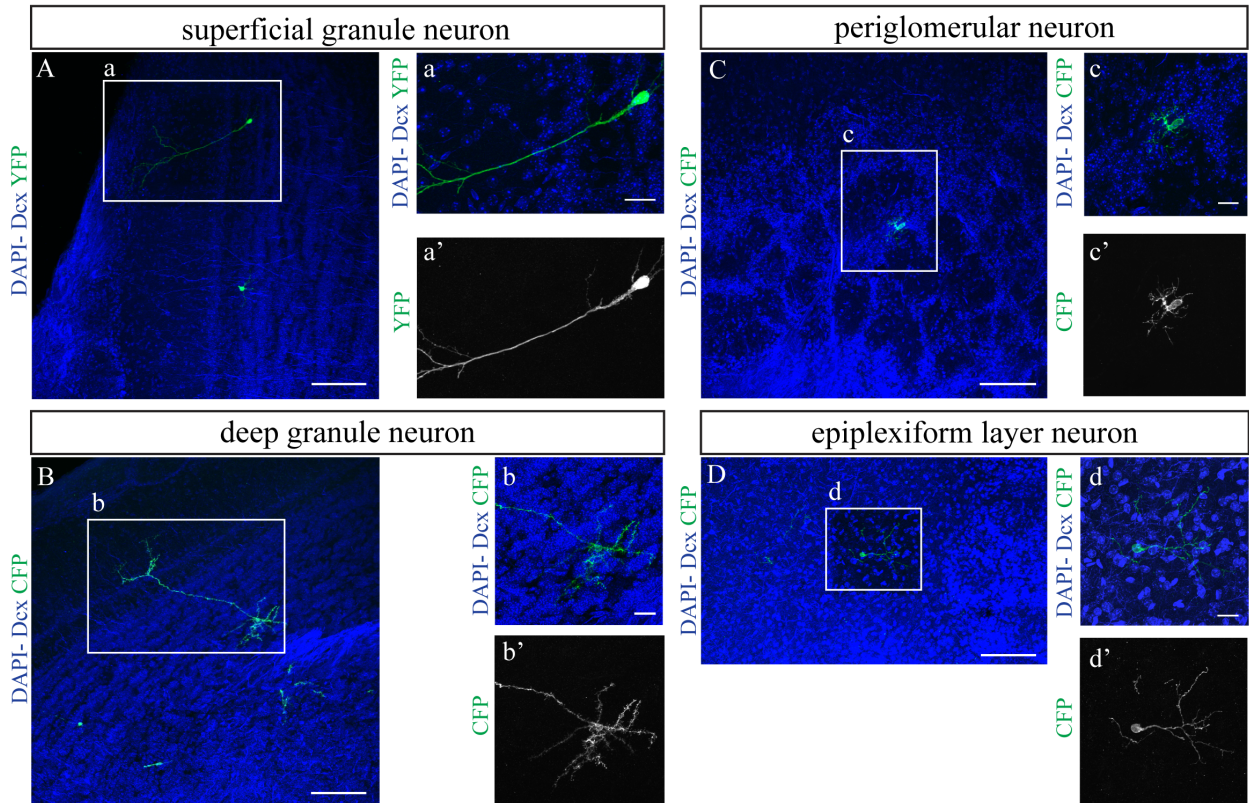 superficial granule neuron
A
a
DAPI- Dcx YFP
a
DAPI- Dcx YFP
a’
YFP
periglomerular neuron
C
c
DAPI- Dcx CFP
c
DAPI- Dcx CFP
c’
CFP
deep granule neuron
B
b
DAPI- Dcx CFP
b
DAPI- Dcx CFP
b’
CFP
epiplexiform layer neuron
D
d
DAPI- Dcx CFP
d
DAPI- Dcx CFP
d’
CFP